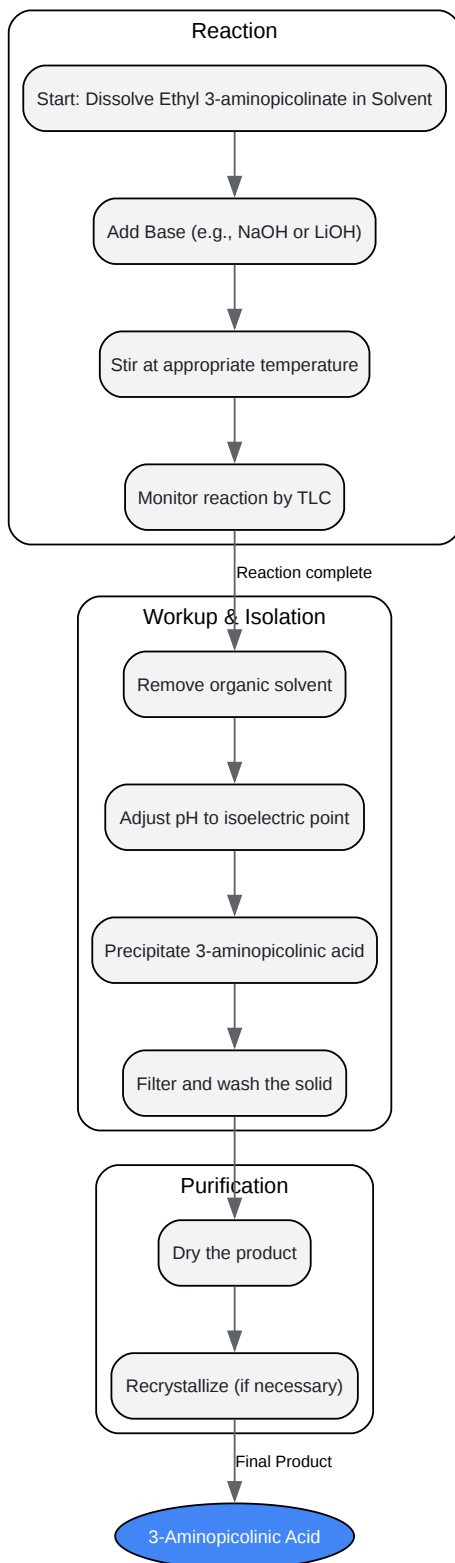 Reaction
Start: Dissolve Ethyl 3-aminopicolinate in Solvent
Add Base (e.g., NaOH or LiOH)
Stir at appropriate temperature
Monitor reaction by TLC
Reaction complete
Workup & Isolation
Remove organic solvent
Adjust pH to isoelectric point
Precipitate 3-aminopicolinic acid
Filter and wash the solid
Purification
Dry the product
Recrystallize (if necessary)
Final Product
3-Aminopicolinic Acid